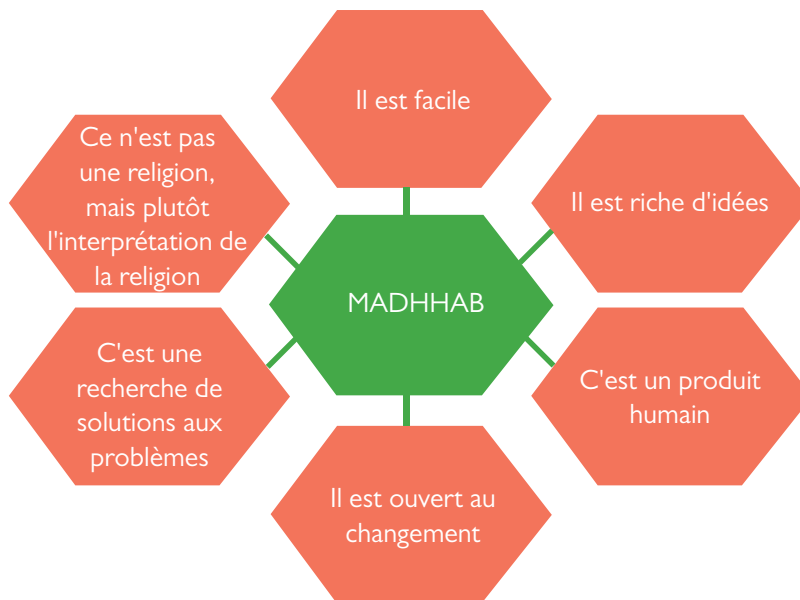 Il est facile
Ce n'est pas
une religion,
mais plutôt
l'interprétation de
la religion
Il est riche d'idées
MADHHAB
C'est une
recherche de
solutions aux
problèmes
C'est un produit
humain
Il est ouvert au
changement